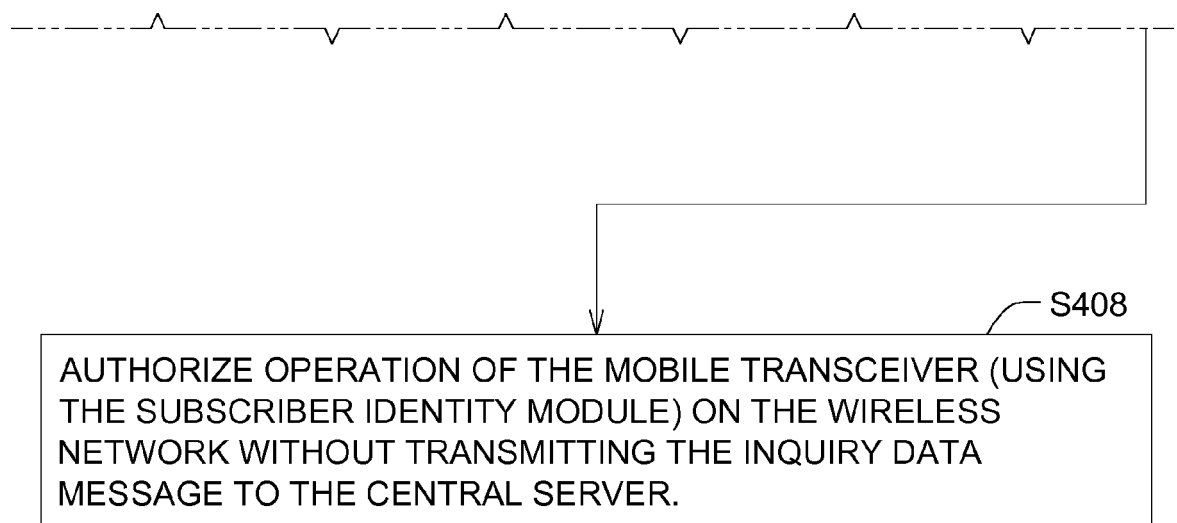 S408
AUTHORIZE OPERATION OF THE MOBILE TRANSCEIVER (USING
THE SUBSCRIBER IDENTITY MODULE) ON THE WIRELESS
NETWORK WITHOUT TRANSMITTING THE INQUIRY DATA
MESSAGE TO THE CENTRAL SERVER.